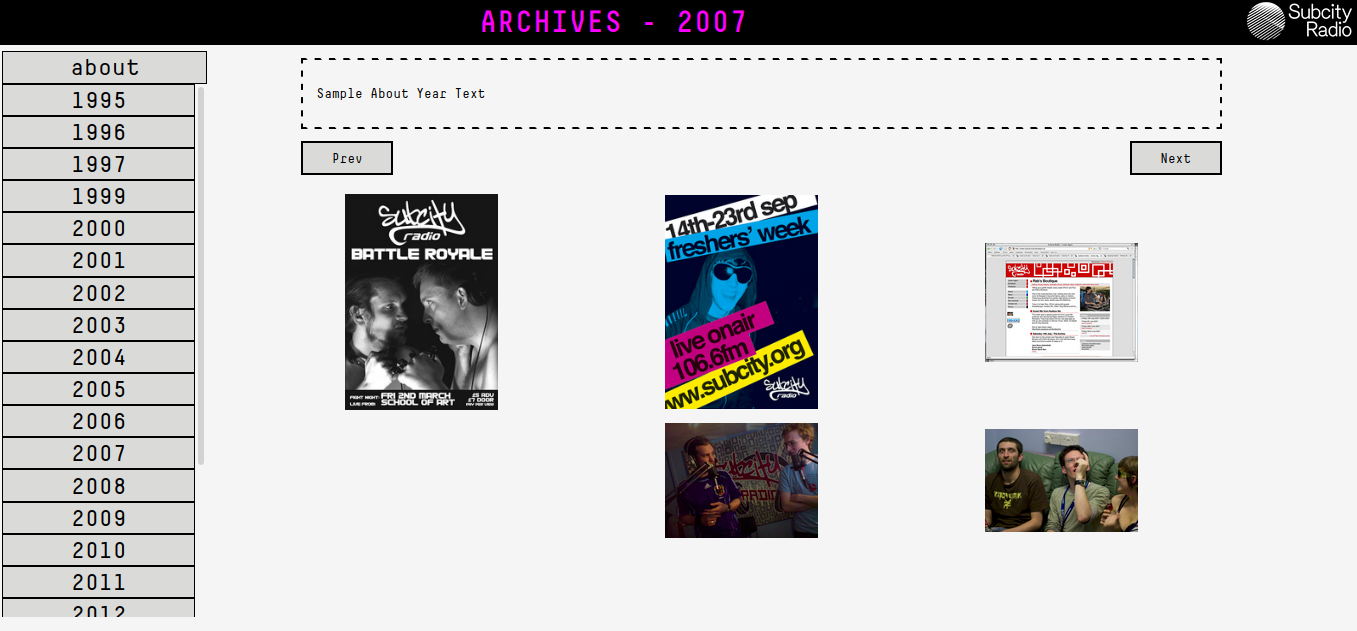 ARCHIVES - 2007
Subcity
Radio
about
1995
1996
1997
1999
2000
2001
2002
2003
2004
2005
2006
2007
2008
2009
2010
2011
2012
Sample About Year Text
Prev
Next
Subcity
radio
BATTLE ROYALE
FIGHT NIGHT: FRI 2ND MARCH
LIVE FROM: SCHOOL OF ART
£5 ADV
£7 DOOR
14th-23rd sep
freshers' week
live onair
106.6fm
www.subcity.org
subcity
radio
subcity
RADIO